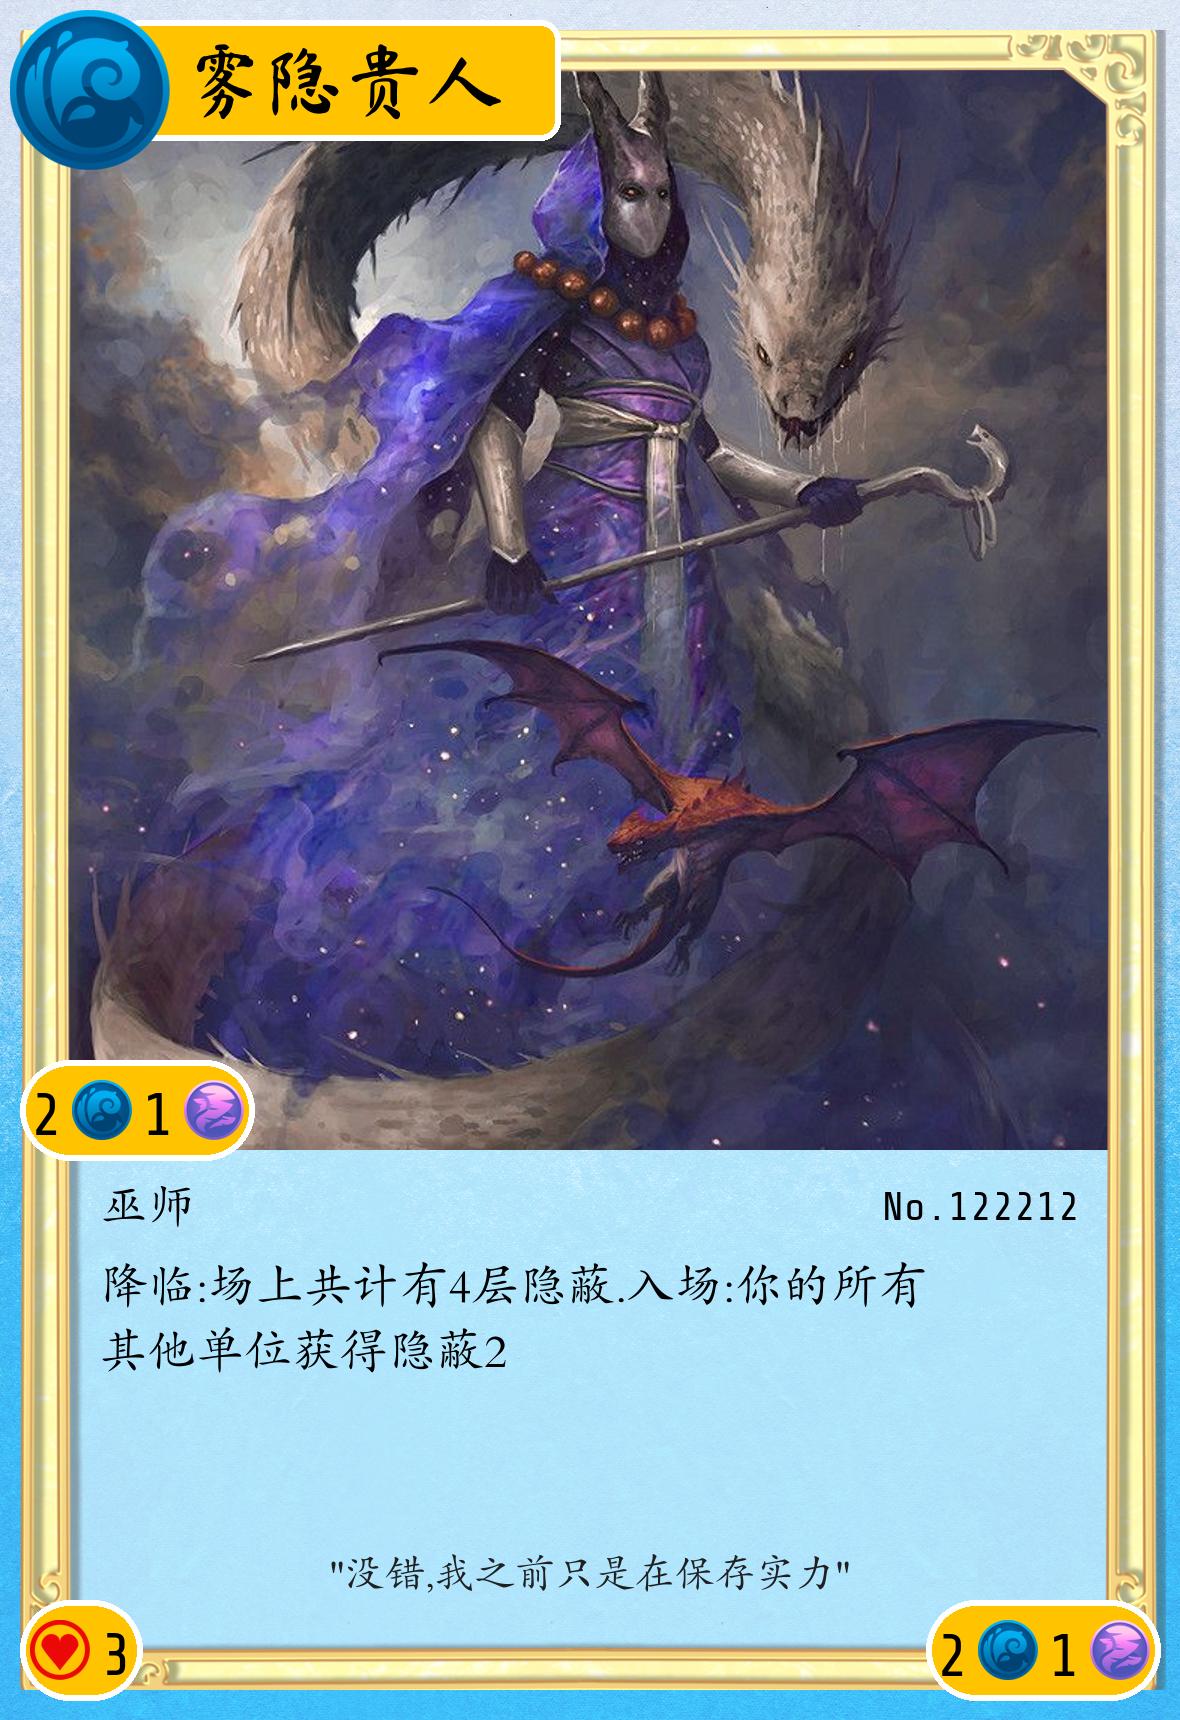 雾隐贵人
2 1
巫师
No.122212
降临:场上共计有4层隐蔽.入场:你的所有
其他单位获得隐蔽2
"没错,我之前只是在保存实力"
3
2 1